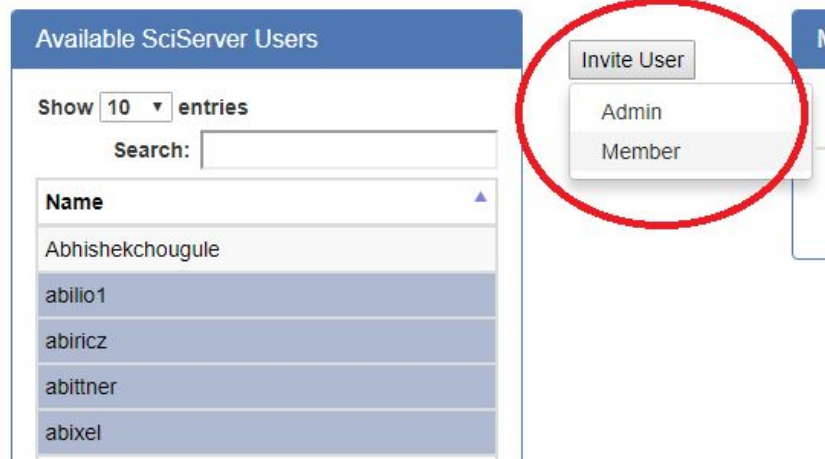 Available SciServer Users
Show 10 entries
Search:
Name
Abhishekchougule
abilio1
abiricz
abittner
abixel
Invite User
Admin
Member